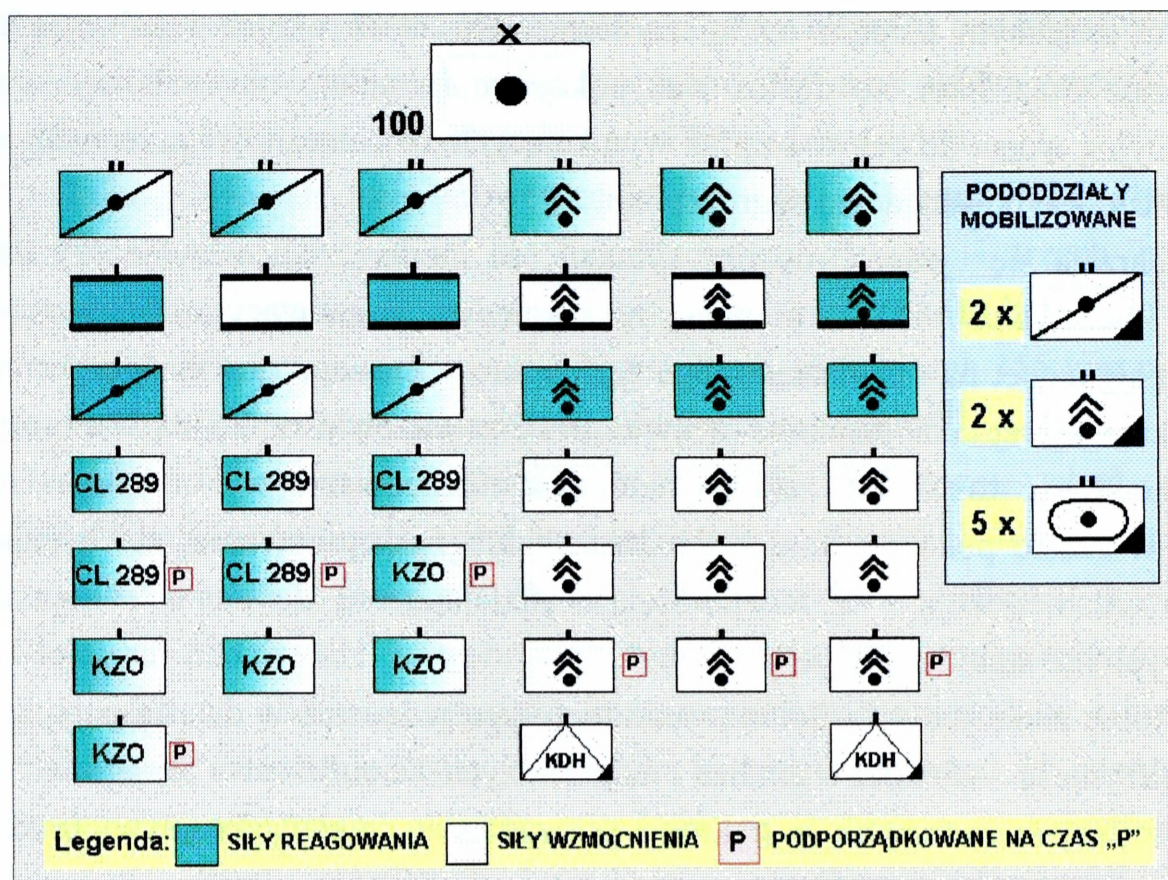 100
PODODDZIAŁY
MOBILIZOWANE
2 x
2 x
5 x
CL 289 CL 289 CL 289
CL 289 P CL 289 P KZO P
KZO KZO KZO P P P
KZO P KDH KDH
Legenda: SIŁY REAGOWANIA SIŁY WZMOCNIENIA P PODPORZĄDKOWANE NA CZAS „P”